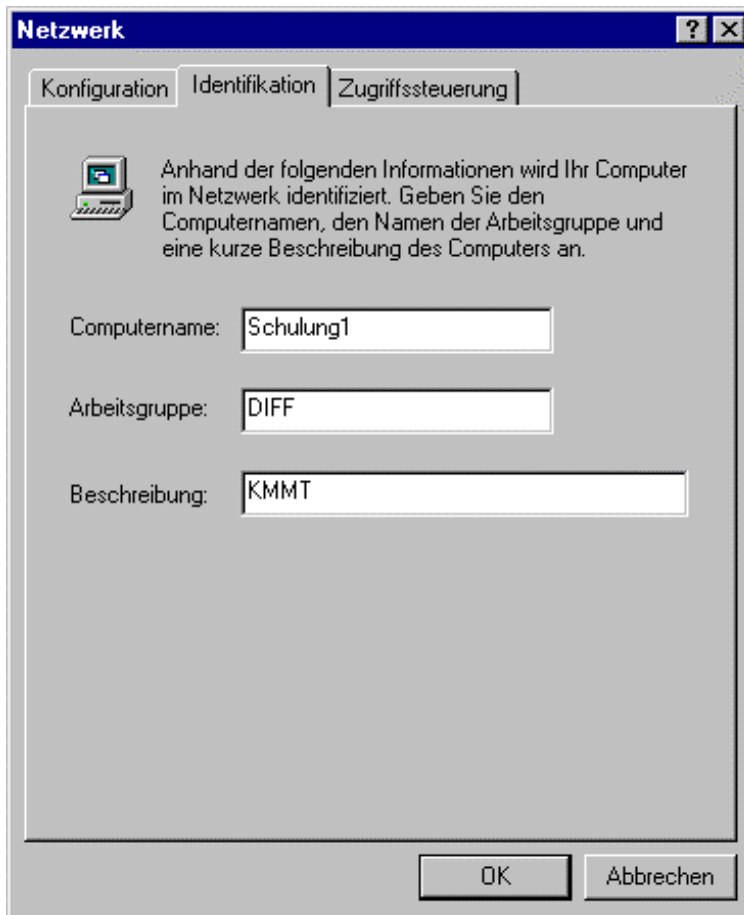 Netzwerk
Konfiguration Identifikation Zugriffssteuerung
Anhand der folgenden Informationen wird Ihr Computer
im Netzwerk identifiziert. Geben Sie den
Computernamen, den Namen der Arbeitsgruppe und
eine kurze Beschreibung des Computers an.
Computername: Schulung1
Arbeitsgruppe: DIFF
Beschreibung: KMMT
OK Abbrechen